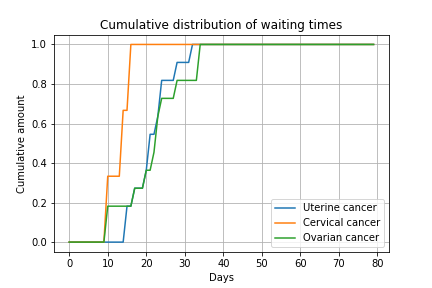 Cumulative distribution of waiting times
1.0
0.8
0.6
0.4
0.2
0.0
Cumulative amount
0 10 20 30 40 50 60 70 80
Days
Uterine cancer
Cervical cancer
Ovarian cancer